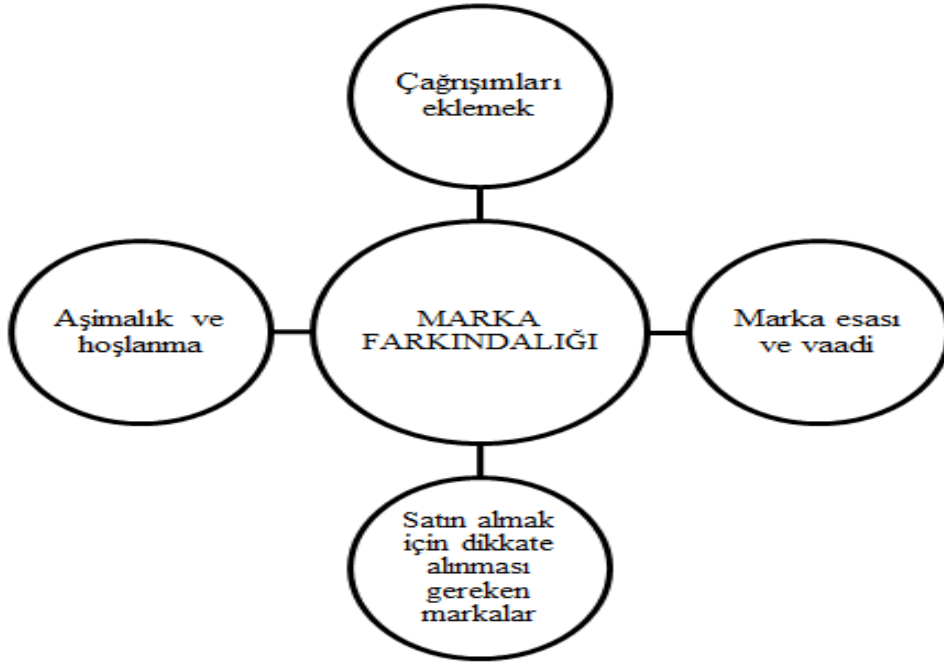 Çağrışımları
eklemek
Aşimalık ve
hoşlanma
MARKA
FARKINDALIĞI
Marka esası
ve vaadi
Satın almak
için dikkate
alınması
gereken
markalar